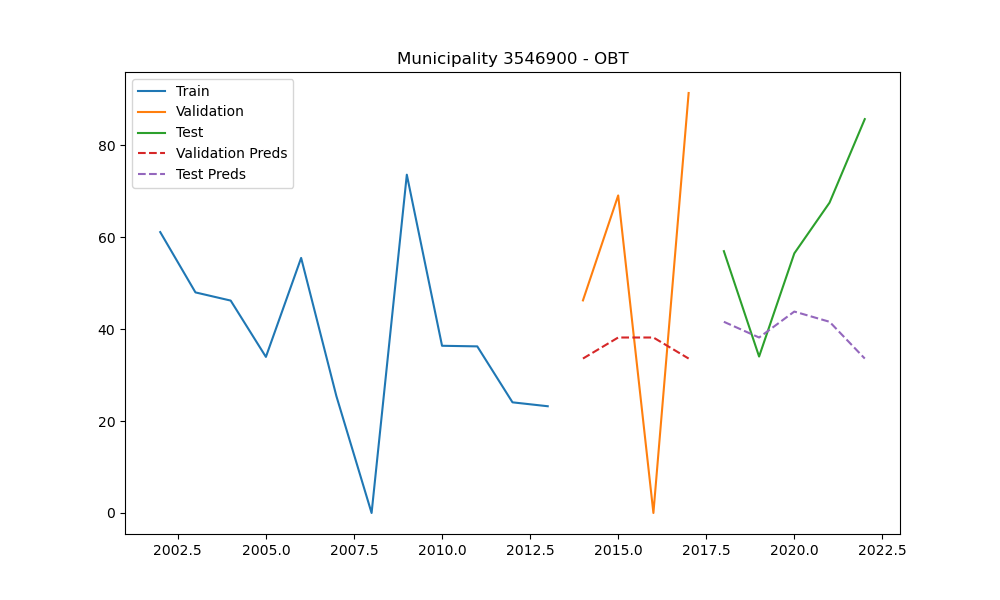 Municipality 3546900 - OBT
Train
Validation
Test
Validation Preds
Test Preds
80
60
40
20
0
2002.5 2005.0 2007.5 2010.0 2012.5 2015.0 2017.5 2020.0 2022.5